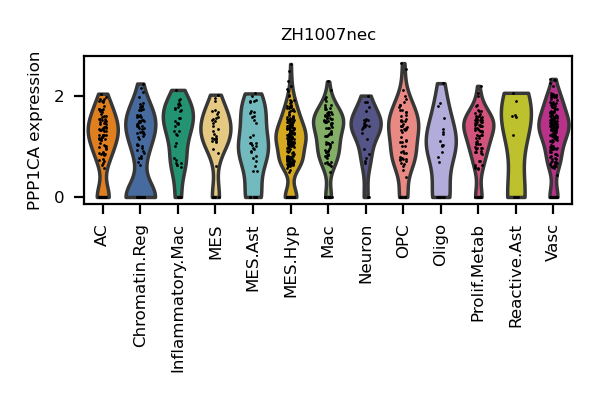 ZH1007nec
PPP1CA expression
2
0
AC
Chromatin.Reg
Inflammatory.Mac
MES
MES.Ast
MES.Hyp
Mac
Neuron
OPC
Oligo
Prolif.Metab
Reactive.Ast
Vasc